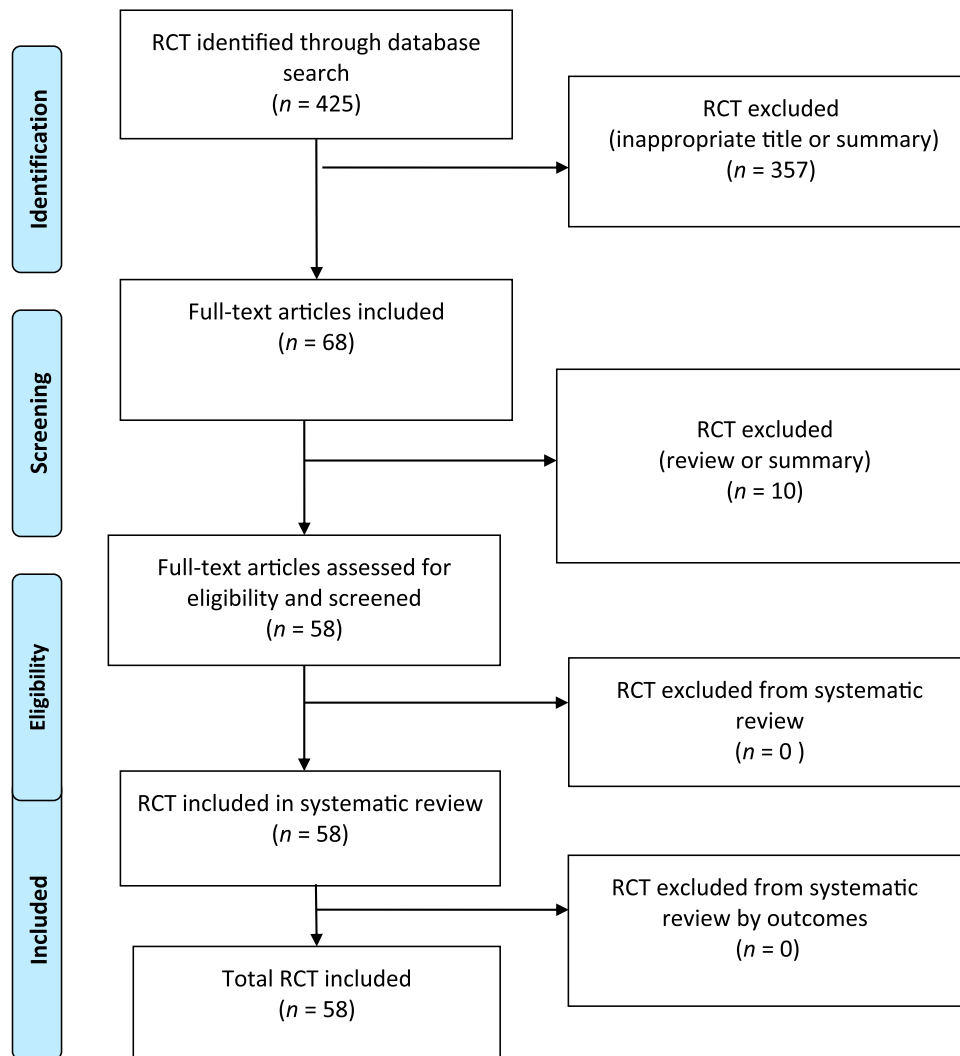 Identification
RCT identified through database
search
(n = 425)
RCT excluded
(inappropriate title or summary)
(n = 357)
Screening
Full-text articles included
(n = 68)
RCT excluded
(review or summary)
(n = 10)
Eligibility
Full-text articles assessed for
eligibility and screened
(n = 58)
RCT excluded from systematic
review
(n = 0 )
Included
RCT included in systematic review
(n = 58)
RCT excluded from systematic
review by outcomes
(n = 0)
Total RCT included
(n = 58)